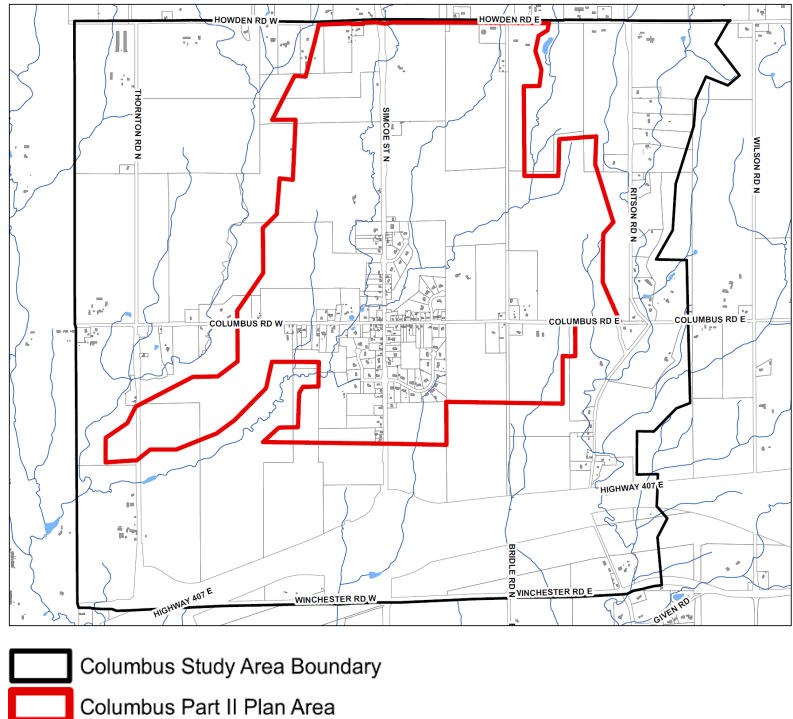 HOWDEN RD W
HOWDEN RD E
THORNTON RD N
SIMCOE ST N
WILSON RD N
RITSON RD N
COLUMBUS RD W
COLUMBUS RD E
COLUMBUS RD E
HIGHWAY 407 E
BRIDLE RD N
HIGHWAY 407 E
WINCHESTER RD W
WINCHESTER RD E
GIVEN RD
Columbus Study Area Boundary
Columbus Part II Plan Area